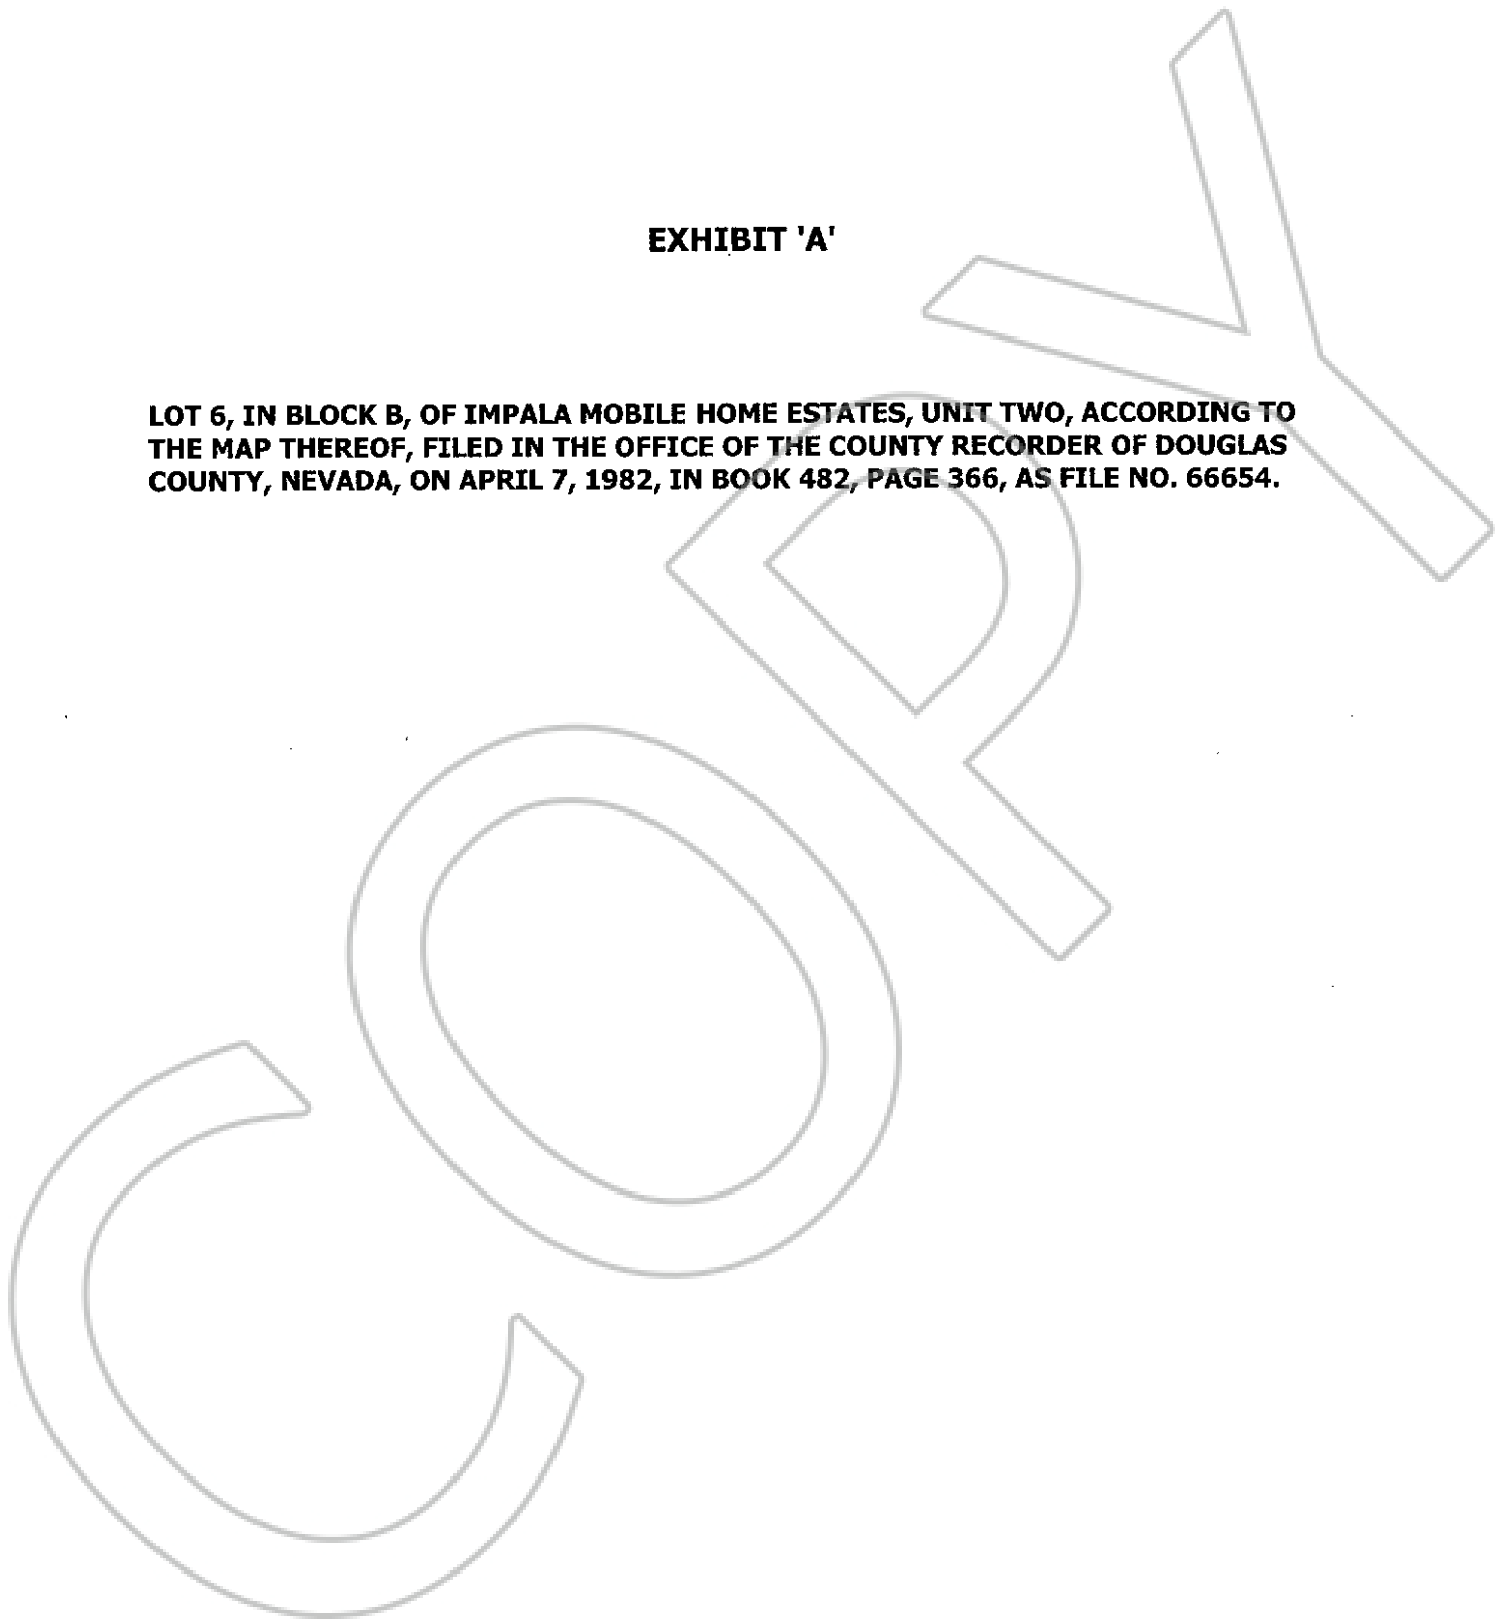 EXHIBIT 'A'
LOT 6, IN BLOCK B, OF IMPALA MOBILE HOME ESTATES, UNIT TWO, ACCORDING TO
THE MAP THEREOF, FILED IN THE OFFICE OF THE COUNTY RECORDER OF DOUGLAS
COUNTY, NEVADA, ON APRIL 7, 1982, IN BOOK 482, PAGE 366, AS FILE NO. 66654.
COPY